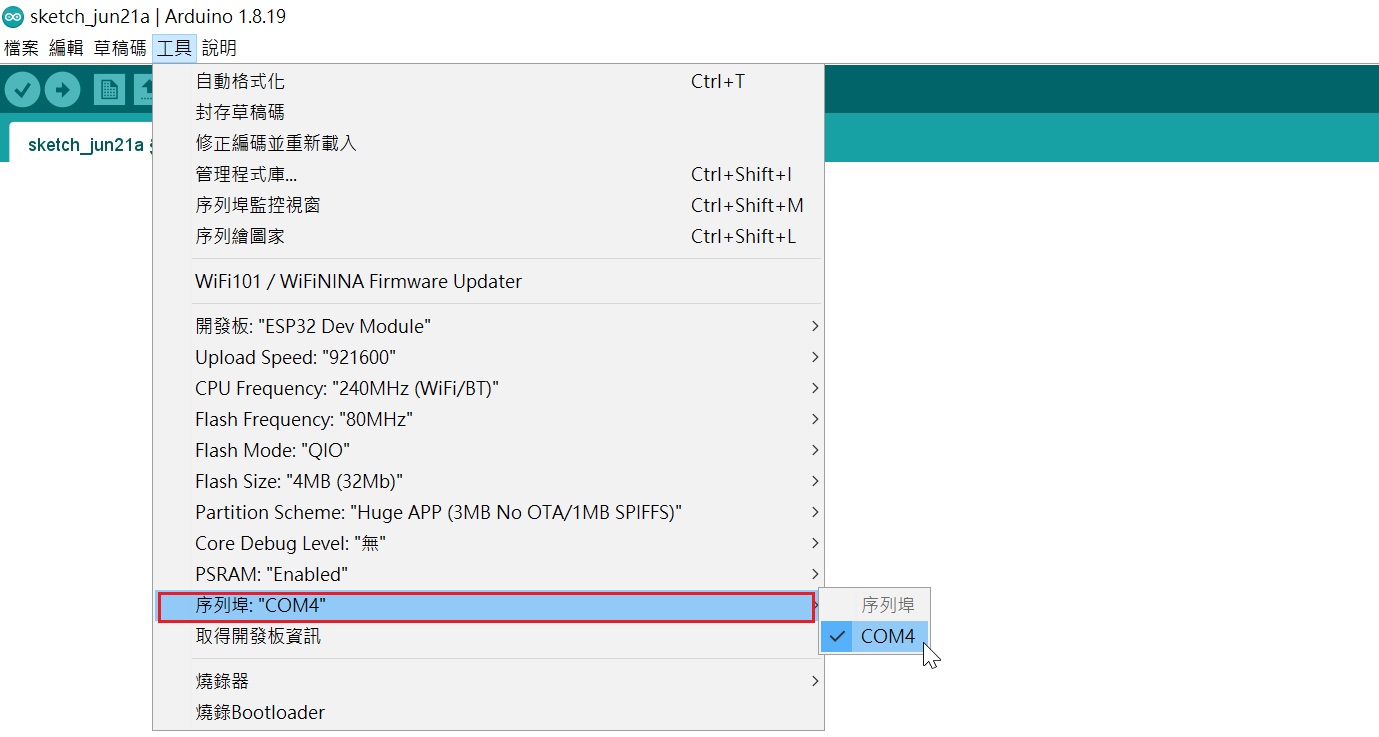 sketch_jun21a | Arduino 1.8.19
檔案 編輯 草稿碼 工具 說明
sketch_jun21a
自動格式化 Ctrl+T
封存草稿碼
修正編碼並重新載入
管理程式庫... Ctrl+Shift+I
序列埠監控視窗 Ctrl+Shift+M
序列繪圖家 Ctrl+Shift+L
WiFi101 / WiFiNINA Firmware Updater
開發板: "ESP32 Dev Module"
Upload Speed: "921600"
CPU Frequency: "240MHz (WiFi/BT)"
Flash Frequency: "80MHz"
Flash Mode: "QIO"
Flash Size: "4MB (32Mb)"
Partition Scheme: "Huge APP (3MB No OTA/1MB SPIFFS)"
Core Debug Level: "無"
PSRAM: "Enabled"
序列埠: "COM4"
序列埠
COM4
取得開發板資訊
燒錄器
燒錄Bootloader